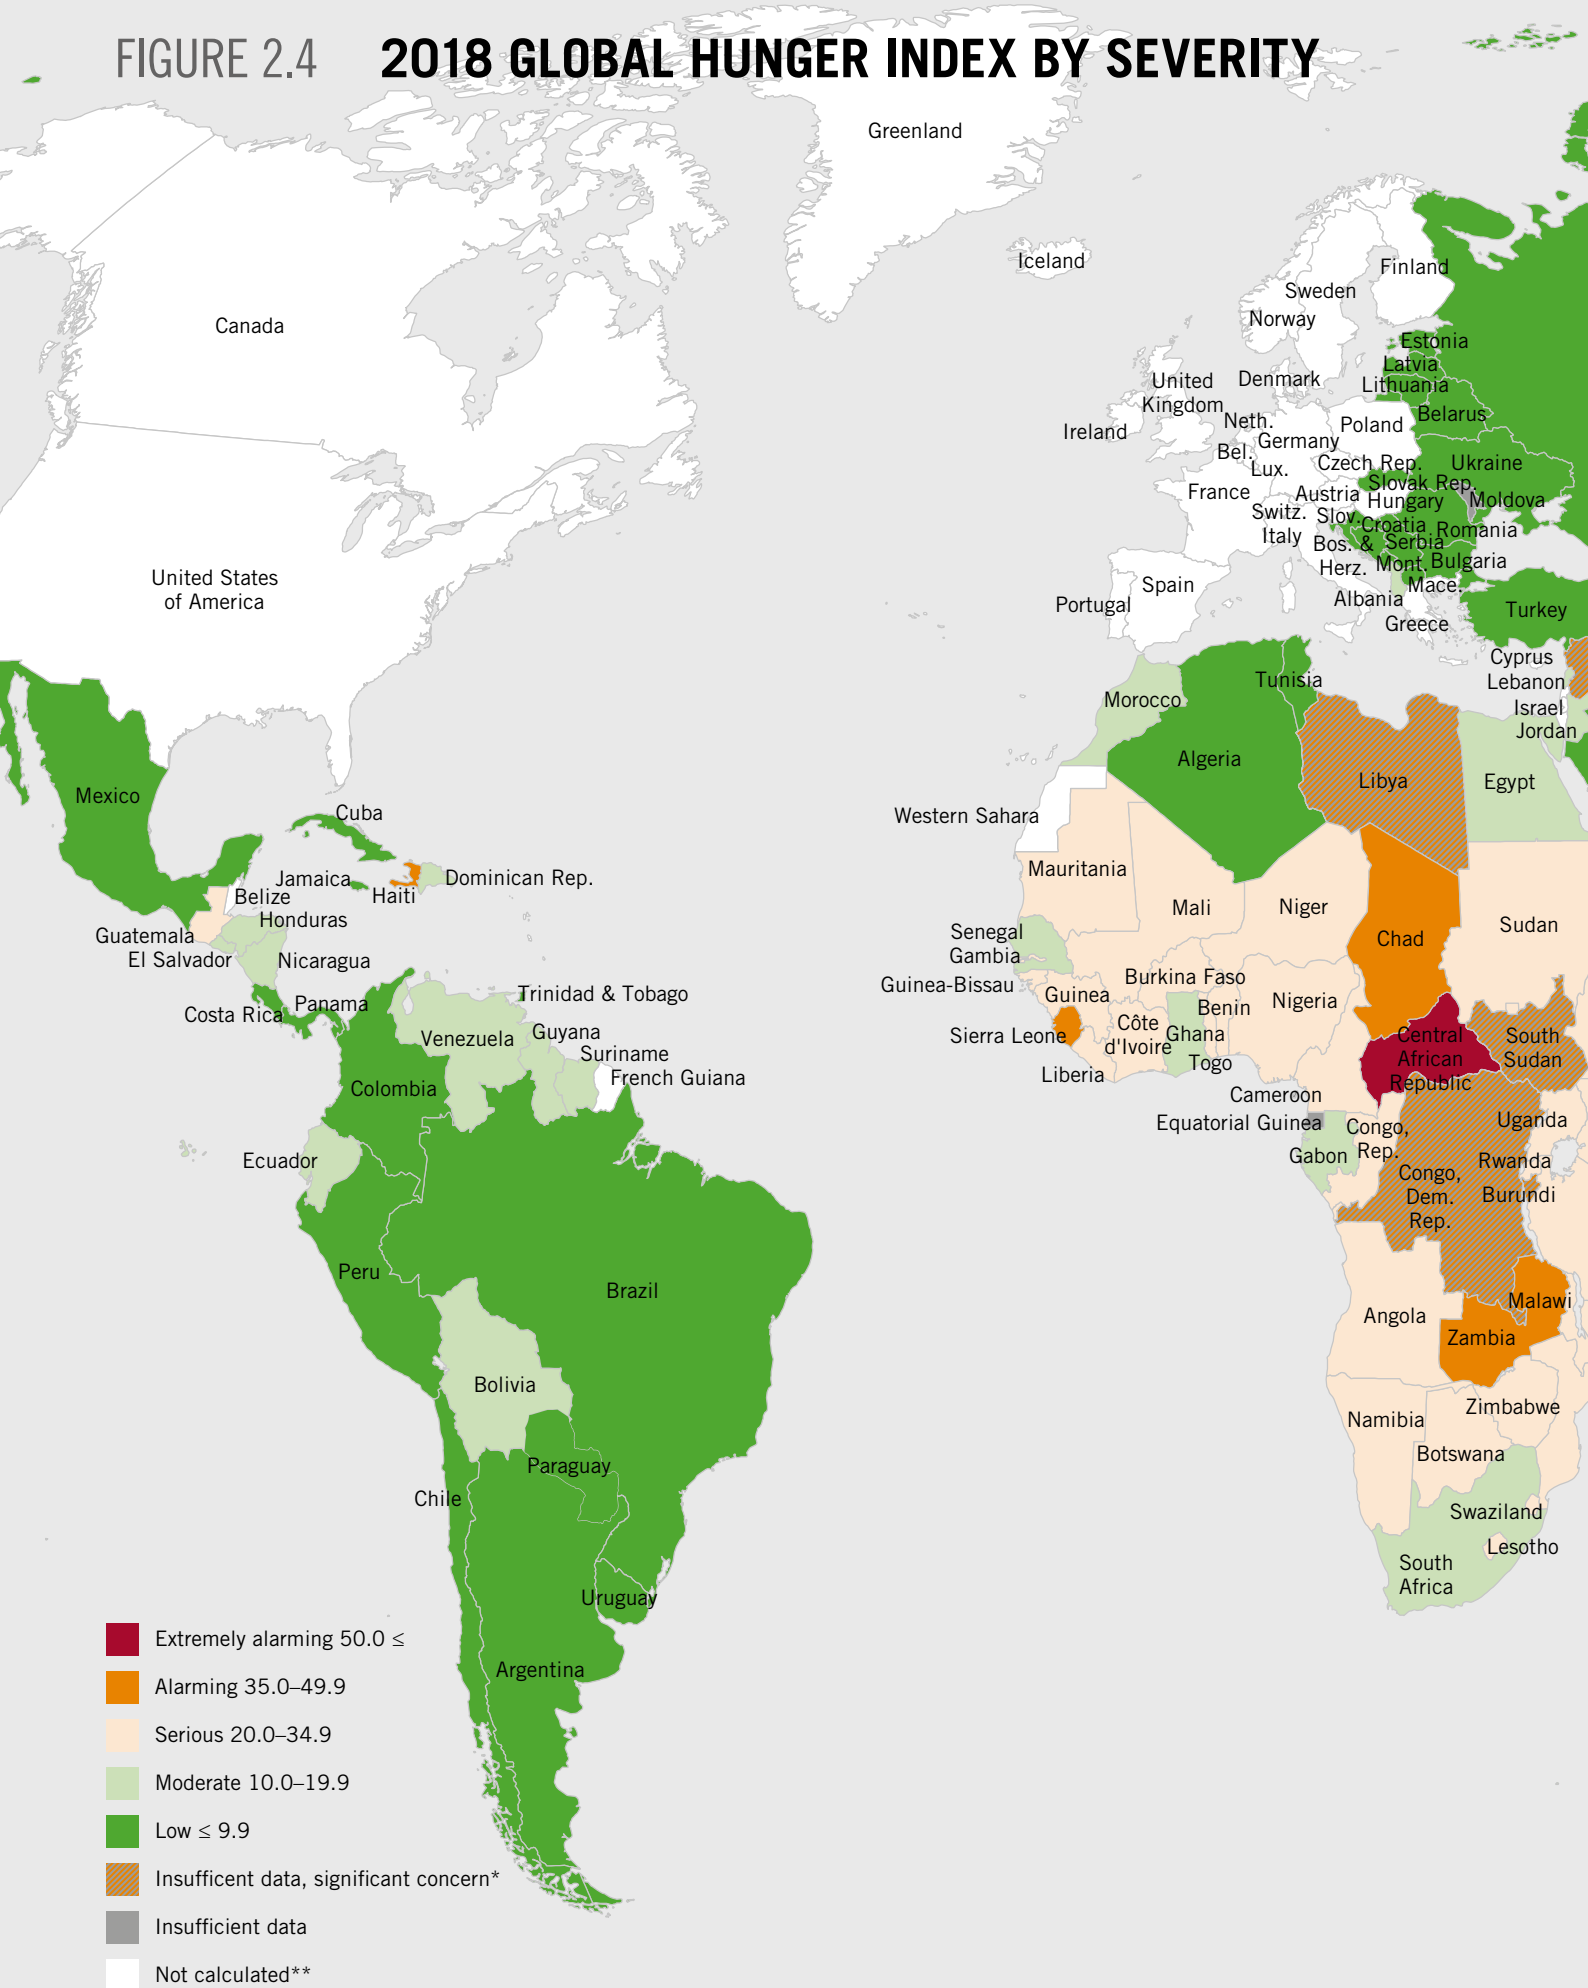 FIGURE 2.4 2018 GLOBAL HUNGER INDEX BY SEVERITY
Greenland
Iceland
Finland
Sweden
Norway
Canada
Estonia
Latvia
Lithuania
Denmark
United
Kingdom
Belarus
Neth.
Poland
Ireland
Germany
Bel.
Lux.
Czech Rep.
Ukraine
Slovak Rep.
France
Austria
Hungary
Moldova
Switz.
Slov.
Croatia
Romania
Italy
Bos. &
Herz.
Serbia
Mont.
Bulgaria
Mace.
United States
of America
Spain
Portugal
Albania
Greece
Turkey
Cyprus
Lebanon
Israel
Jordan
Tunisia
Morocco
Algeria
Libya
Egypt
Mexico
Cuba
Western Sahara
Jamaica
Haiti
Dominican Rep.
Belize
Honduras
Guatemala
El Salvador
Nicaragua
Costa Rica
Panama
Trinidad & Tobago
Venezuela
Guyana
Suriname
French Guiana
Colombia
Ecuador
Peru
Brazil
Bolivia
Paraguay
Chile
Uruguay
Argentina
Mauritania
Mali
Niger
Chad
Sudan
Senegal
Gambia
Guinea-Bissau
Guinea
Burkina Faso
Benin
Nigeria
Sierra Leone
Côte
d'Ivoire
Ghana
Togo
Liberia
Central
African
Republic
South
Sudan
Cameroon
Equatorial Guinea
Gabon
Congo,
Rep.
Uganda
Rwanda
Burundi
Congo,
Dem.
Rep.
Angola
Malawi
Zambia
Zimbabwe
Namibia
Botswana
Swaziland
Lesotho
South
Africa
Extremely alarming 50.0 ≤
Alarming 35.0–49.9
Serious 20.0–34.9
Moderate 10.0–19.9
Low ≤ 9.9
Insufficent data, significant concern*
Insufficient data
Not calculated**